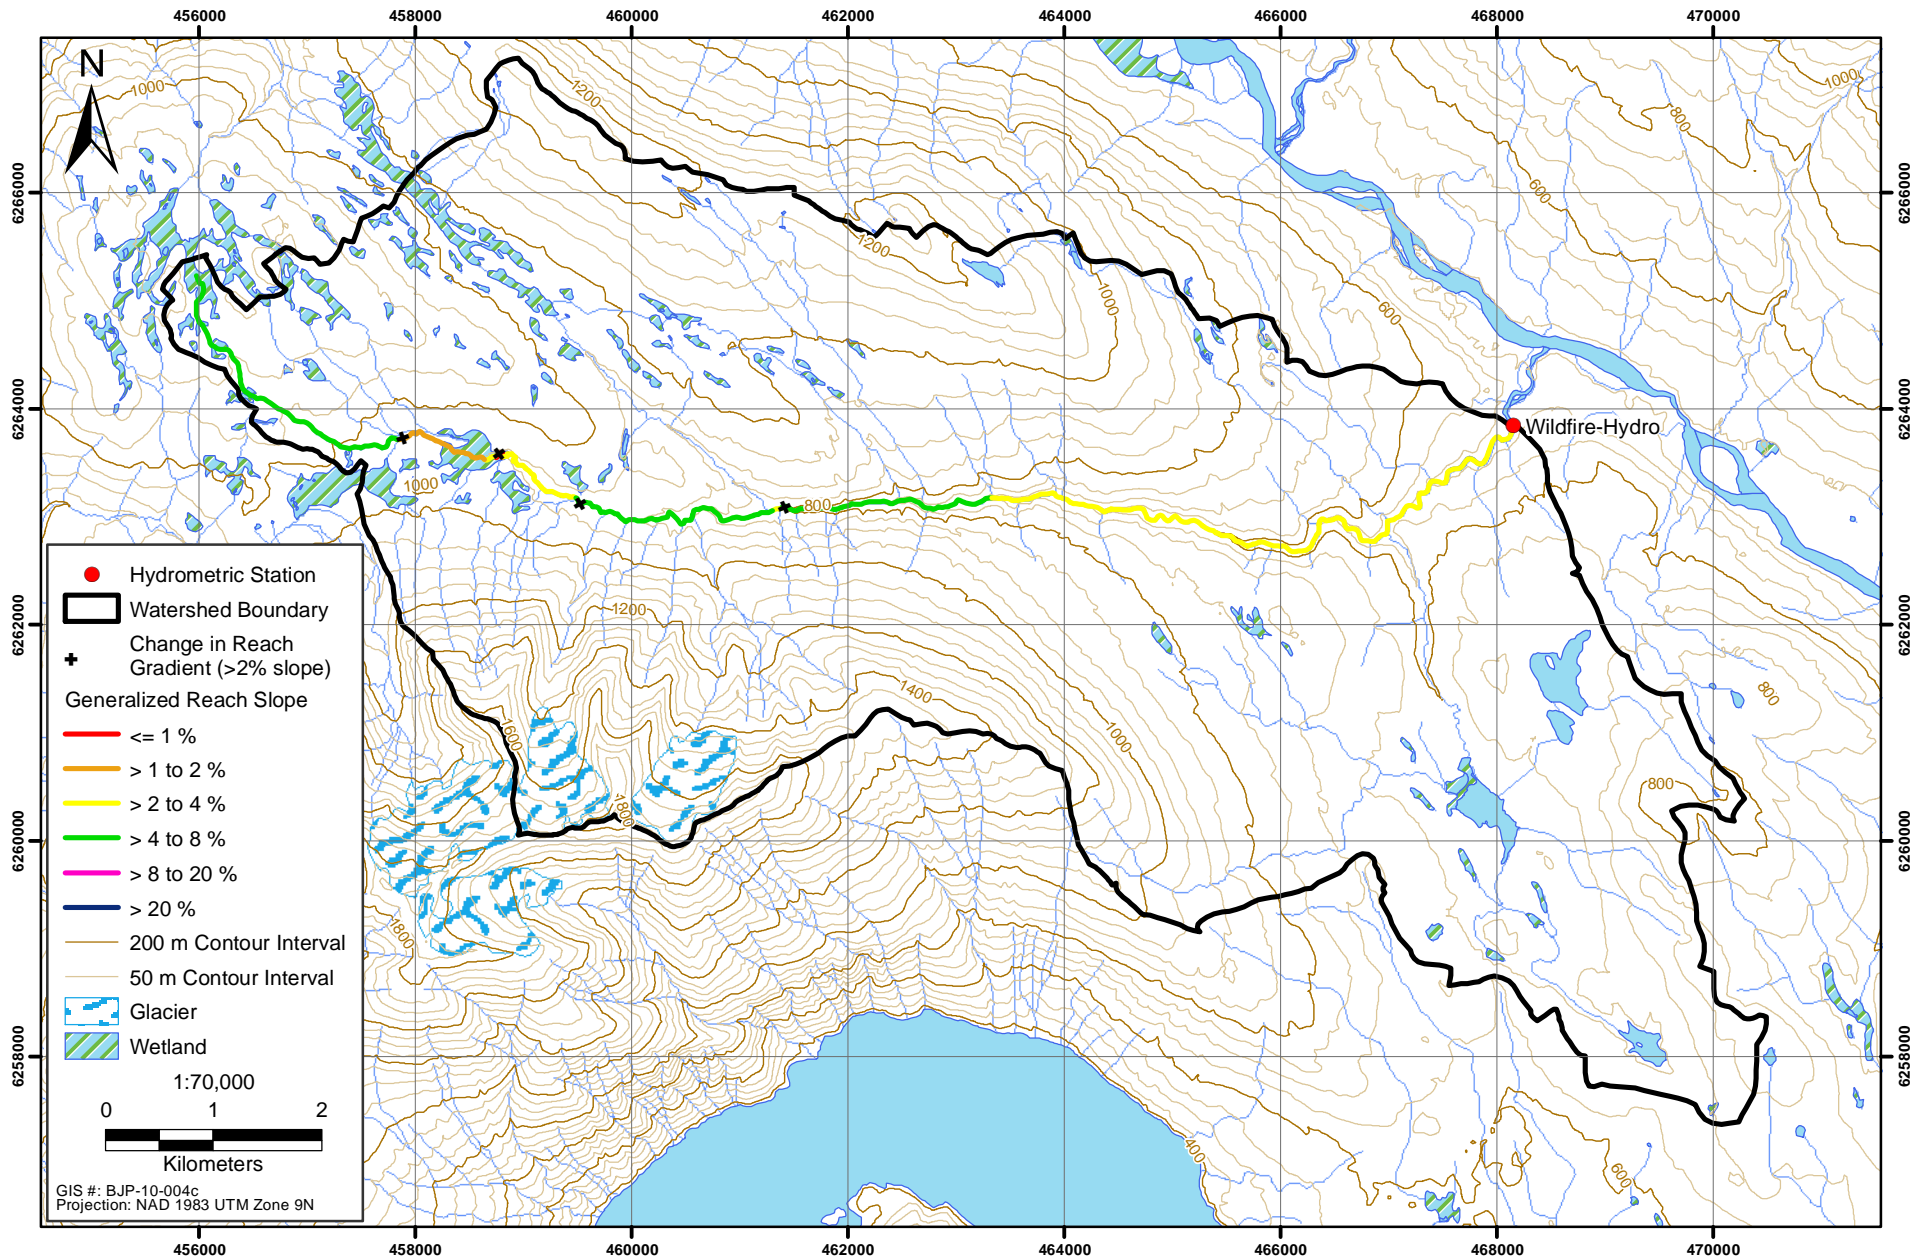 456000 458000 460000 462000 464000 466000 468000 470000
N
1000
1200
1000
800
6266000
600
6266000
1200
1000
600
6264000
6264000
Wildfire-Hydro
1000
800
Hydrometric Station
Watershed Boundary
Change in Reach
Gradient (>2% slope)
Generalized Reach Slope
<= 1 %
> 1 to 2 %
> 2 to 4 %
> 4 to 8 %
> 8 to 20 %
> 20 %
200 m Contour Interval
50 m Contour Interval
Glacier
Wetland
1:70,000
0 1 2
Kilometers
GIS #: BJP-10-004c
Projection: NAD 1983 UTM Zone 9N
1200
6262000
6262000
1400
800
1600
1000
800
1800
6260000
6260000
1800
6258000
6258000
400
600
456000 458000 460000 462000 464000 466000 468000 470000